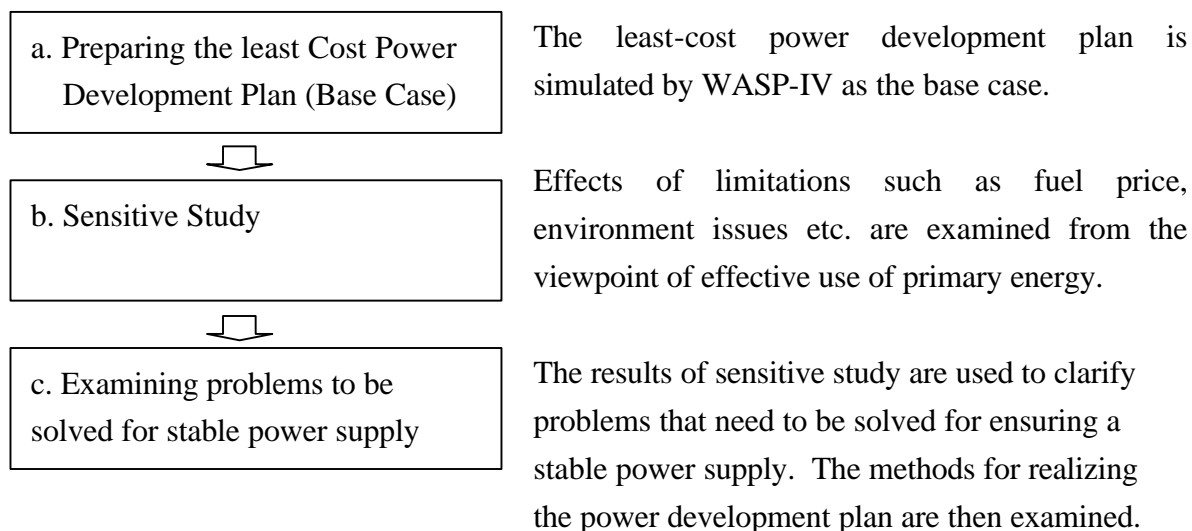 a. Preparing the least Cost Power
Development Plan (Base Case)
The least-cost power development plan is
simulated by WASP-IV as the base case.
b. Sensitive Study
Effects of limitations such as fuel price,
environment issues etc. are examined from the
viewpoint of effective use of primary energy.
c. Examining problems to be
solved for stable power supply
The results of sensitive study are used to clarify
problems that need to be solved for ensuring a
stable power supply. The methods for realizing
the power development plan are then examined.